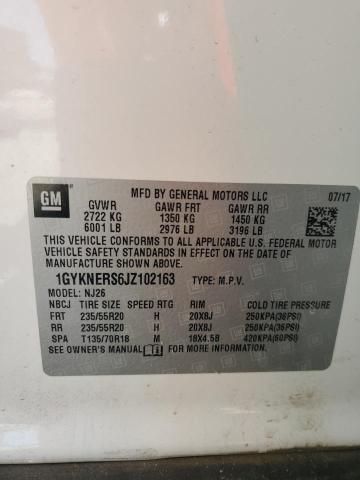 MFD BY GENERAL MOTORS LLC 07/17
GM GVWR GAWR FRT GAWR RR
2722 KG 1350 KG 1450 KG
6001 LB 2976 LB 3196 LB
THIS VEHICLE CONFORMS TO ALL APPLICABLE U.S. FEDERAL MOTOR
VEHICLE SAFETY STANDARDS IN EFFECT ON THE DATE OF
MANUFACTURE SHOWN ABOVE.
1GYKNERS6JZ102163 TYPE: M.P.V.
MODEL: NJ26
NBCJ TIRE SIZE SPEED RTG RIM COLD TIRE PRESSURE
FRT 235/55R20 H 20X8J 250KPA(36PSI)
RR 235/55R20 H 20X8J 250KPA(36PSI)
SPA T135/70R18 M 18X4.5B 420KPA(60PSI)
SEE OWNER'S MANUAL FOR MORE INFORMATION.